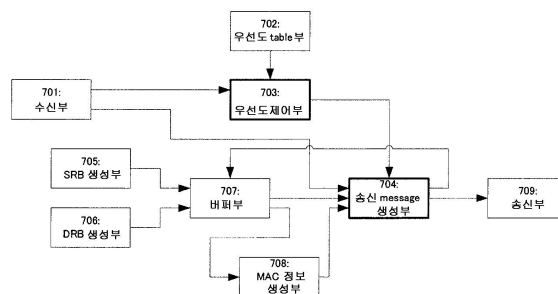 702:
우선도 table부
701:
수신부
703:
우선도제어부
705:
SRB 생성부
704:
송신 message
생성부
707:
버퍼부
709:
송신부
706:
DRB 생성부
708:
MAC 정보
생성부